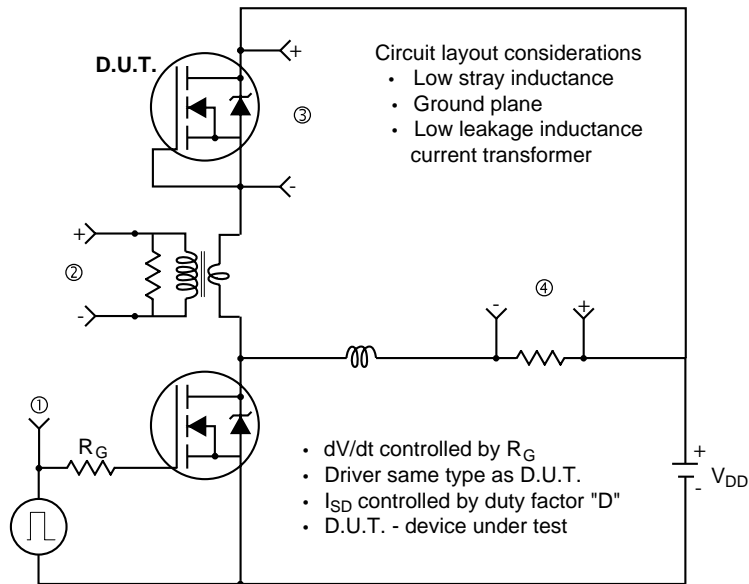 D.U.T.
+
③
-
Circuit layout considerations
• Low stray inductance
• Ground plane
• Low leakage inductance
current transformer
+
②
-
-
④
+
①
R_G
• dV/dt controlled by R_G
• Driver same type as D.U.T.
• I_SD controlled by duty factor "D"
• D.U.T. - device under test
+
V_DD
-